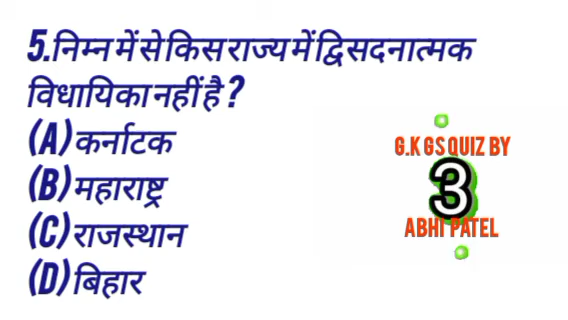 5.निम्न में से किस राज्य में द्विसदनात्मक
विधायिका नहीं है ?
(A) कर्नाटक
(B) महाराष्ट्र
(C) राजस्थान
(D) बिहार
G.K GS QUIZ BY
3
ABHI PATEL